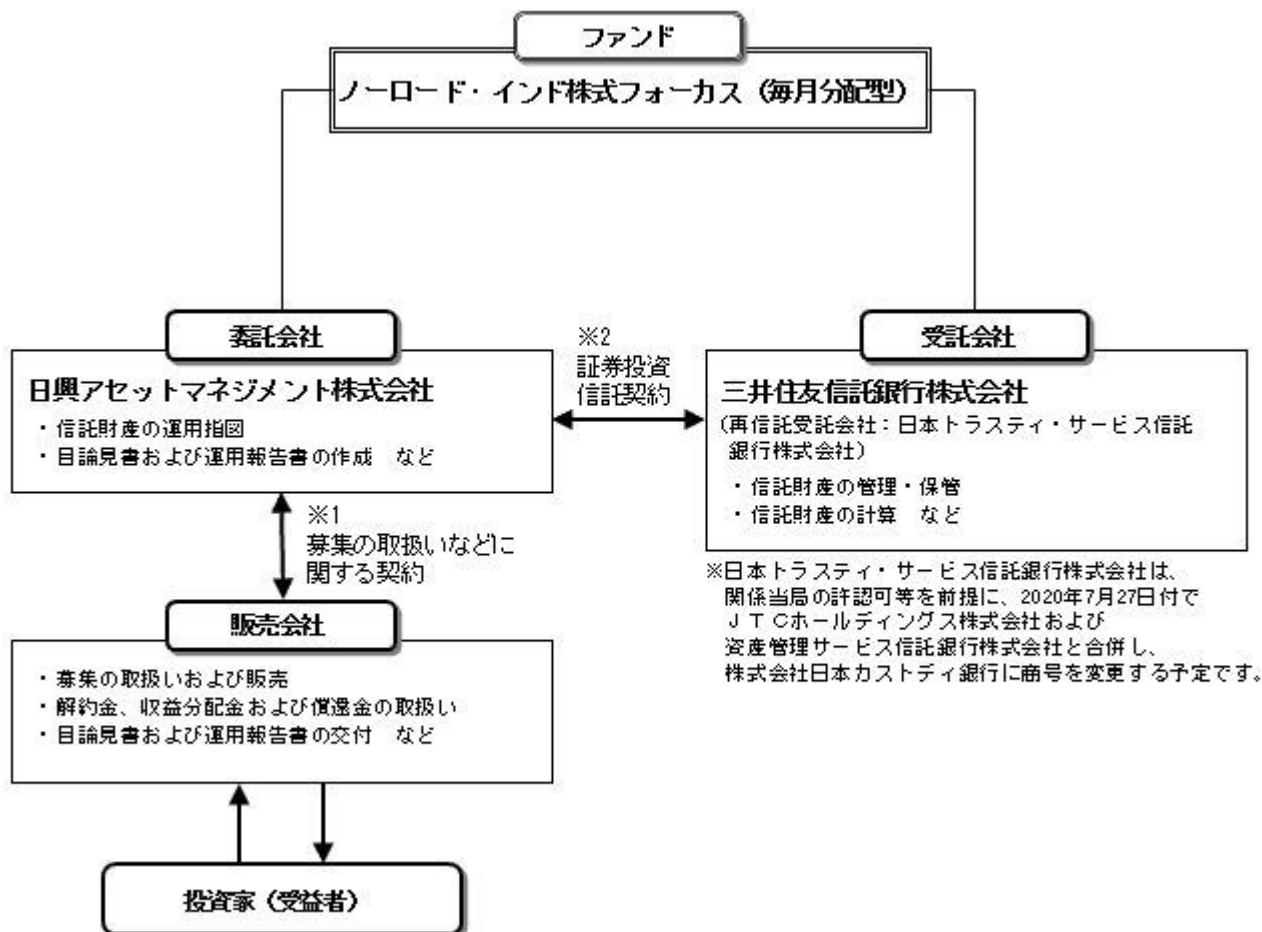 ファンド
ノーロード・インド株式フォーカス（毎月分配型）
委託会社
日興アセットマネジメント株式会社
・信託財産の運用指図
・目論見書および運用報告書の作成　など
※2
証券投資
信託契約
受託会社
三井住友信託銀行株式会社
（再信託受託会社：日本トラスティ・サービス信託
銀行株式会社）
・信託財産の管理・保管
・信託財産の計算　など
※1
募集の取扱いなどに
関する契約
※日本トラスティ・サービス信託銀行株式会社は、
関係当局の許認可等を前提に、2020年7月27日付で
ＪＴＣホールディングス株式会社および
資産管理サービス信託銀行株式会社と合併し、
株式会社日本カストディ銀行に商号を変更する予定です。
販売会社
・募集の取扱いおよび販売
・解約金、収益分配金および償還金の取扱い
・目論見書および運用報告書の交付　など
投資家（受益者）